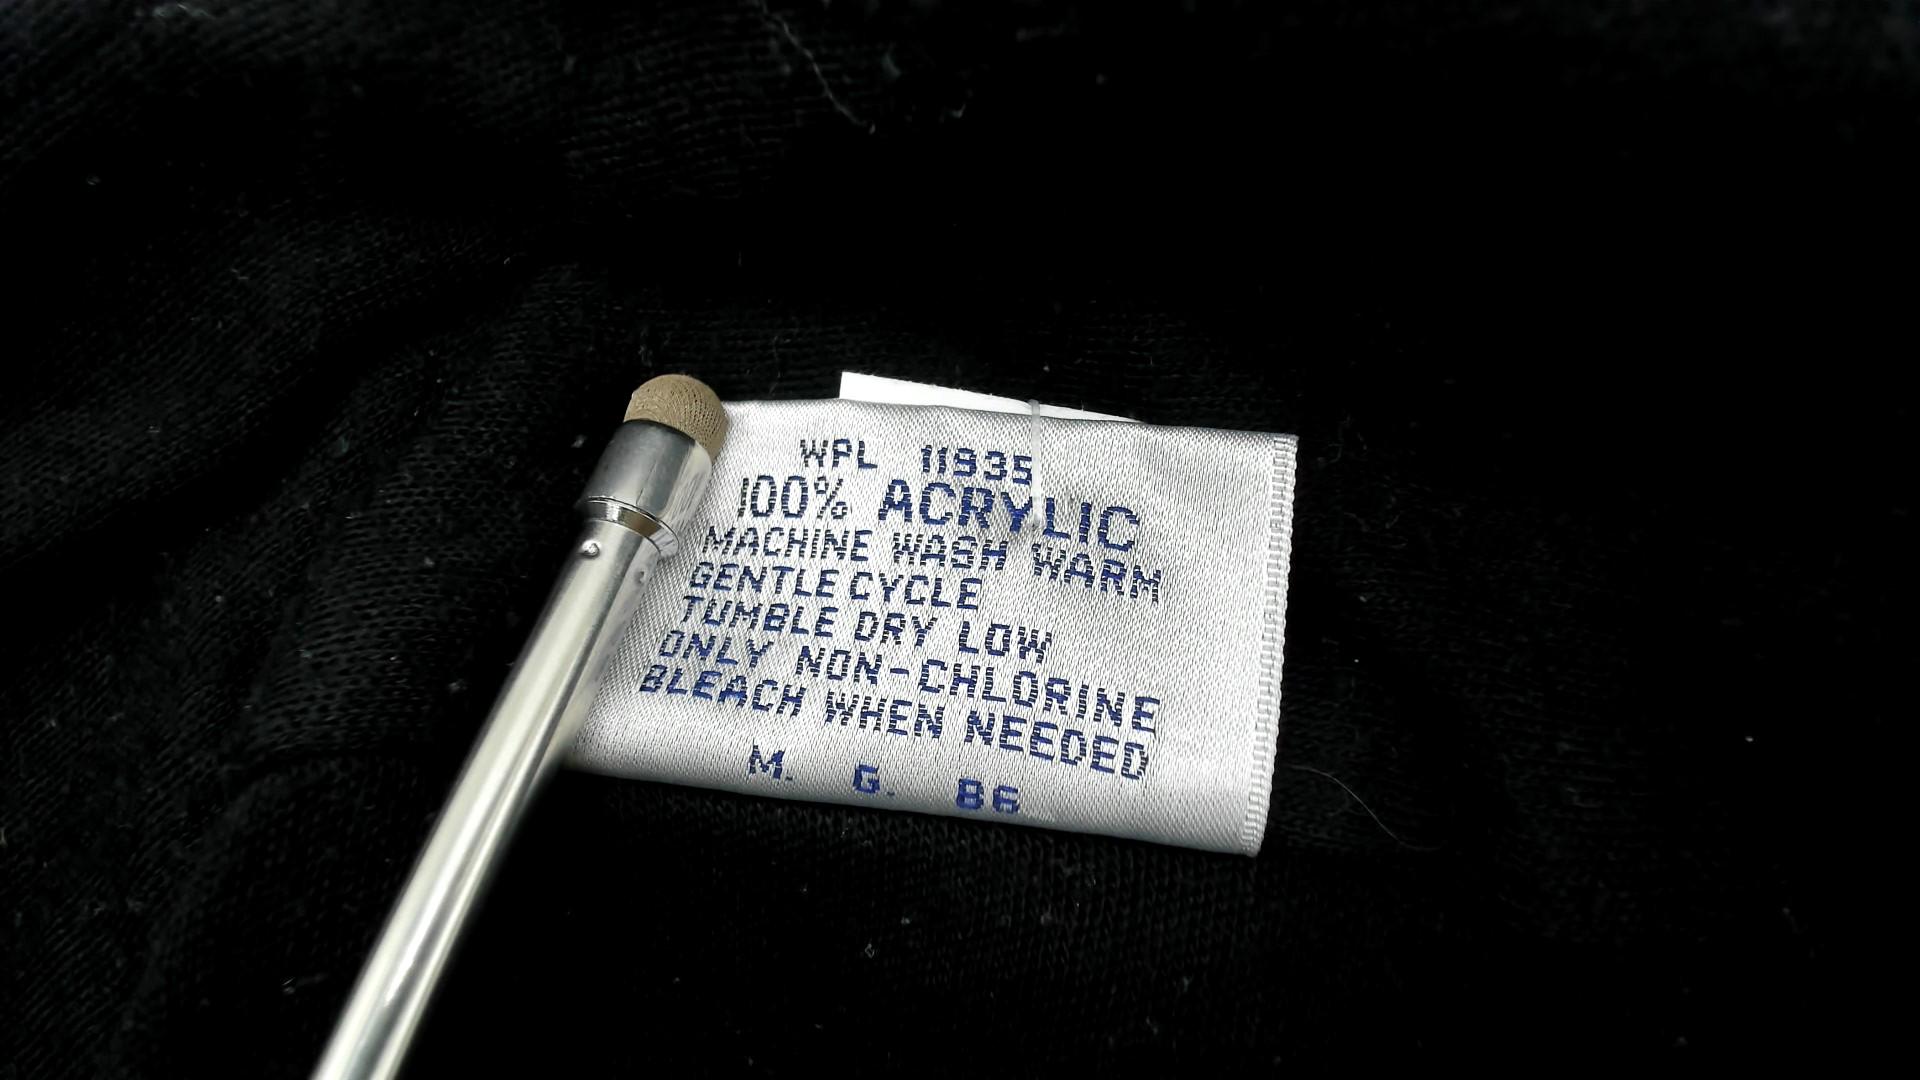 WPL 11935
100% ACRYLIC
MACHINE WASH WARM
GENTLE CYCLE
TUMBLE DRY LOW
ONLY NON-CHLORINE
BLEACH WHEN NEEDED
M. G. 86